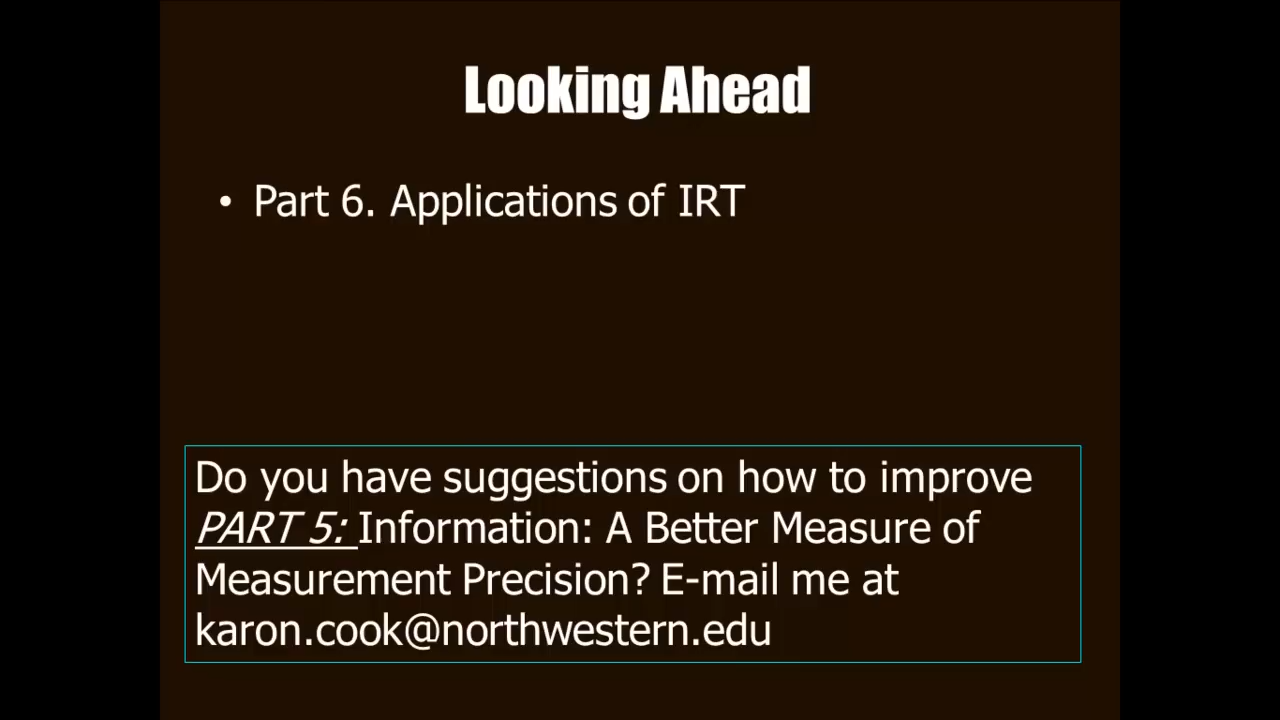 Looking Ahead
• Part 6. Applications of IRT
Do you have suggestions on how to improve
PART 5: Information: A Better Measure of
Measurement Precision? E-mail me at
karon.cook@northwestern.edu